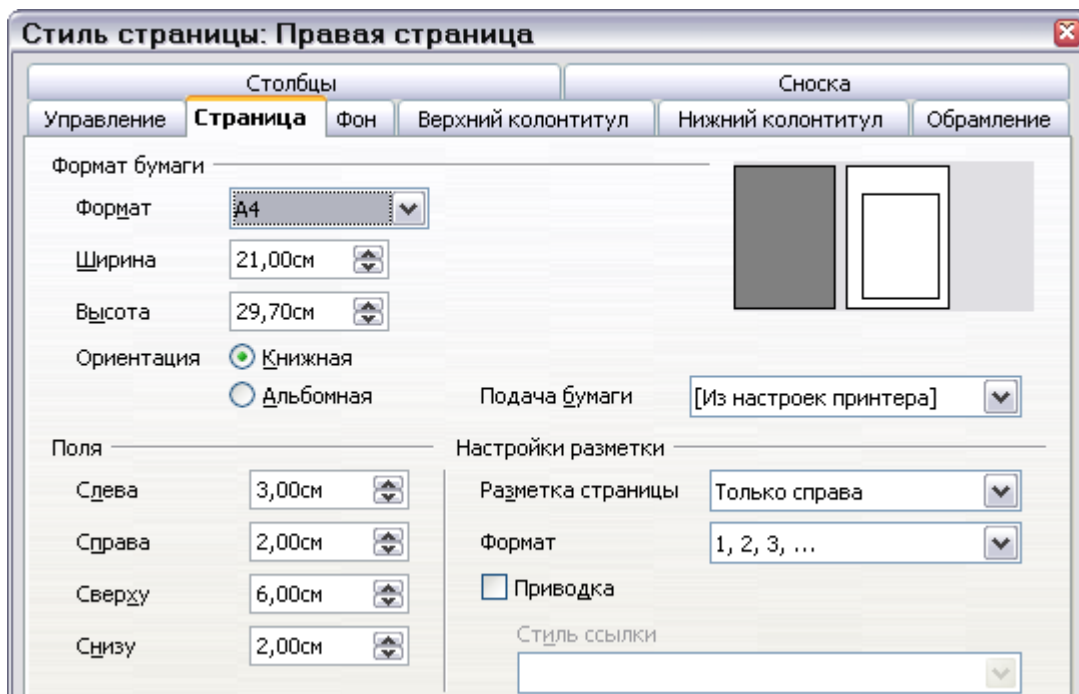 Стиль страницы: Правая страница
Столбцы Сноска
Управление Страница Фон Верхний колонтитул Нижний колонтитул Обрамление
Формат бумаги
Формат A4
Ширина 21,00см
Высота 29,70см
Ориентация Книжная
Альбомная Подача бумаги [Из настроек принтера]
Поля Настройки разметки
Слева 3,00см Разметка страницы Только справа
Справа 2,00см Формат 1, 2, 3, ...
Сверху 6,00см Приводка
Снизу 2,00см Стиль ссылки